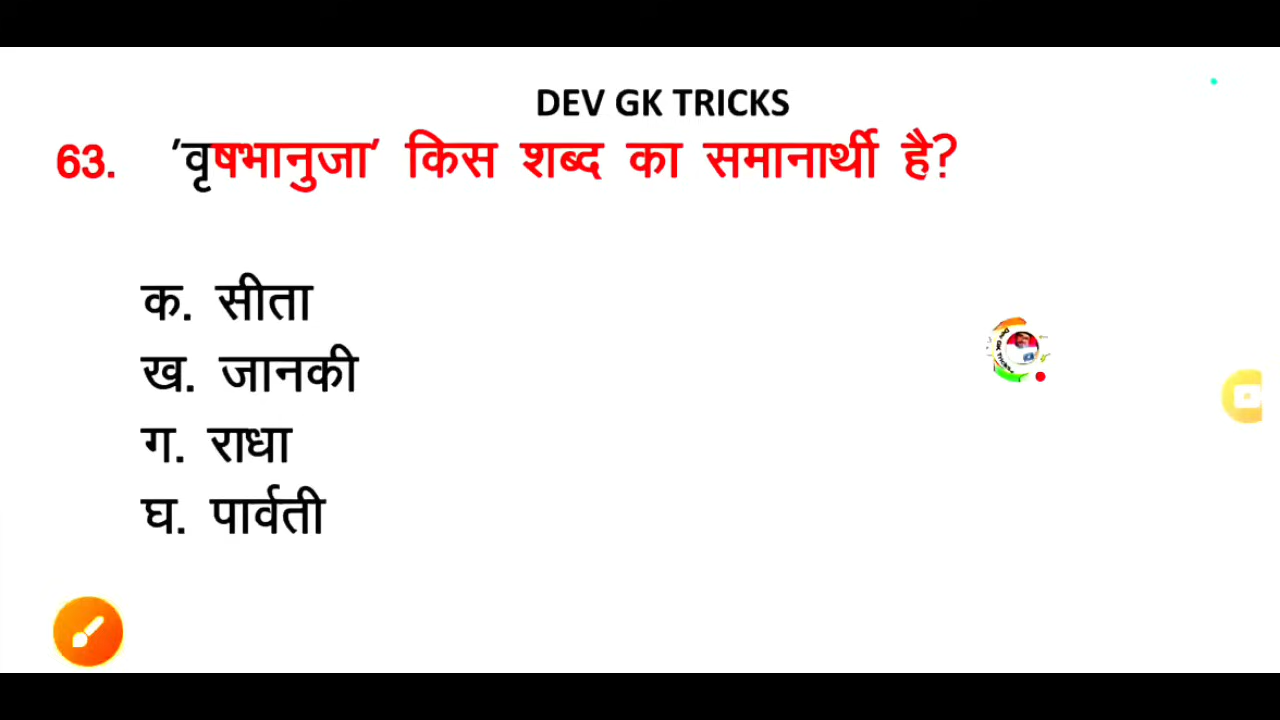 DEV GK TRICKS
63. 'वृषभानुजा' किस शब्द का समानार्थी है?
क. सीता
ख. जानकी
ग. राधा
घ. पार्वती